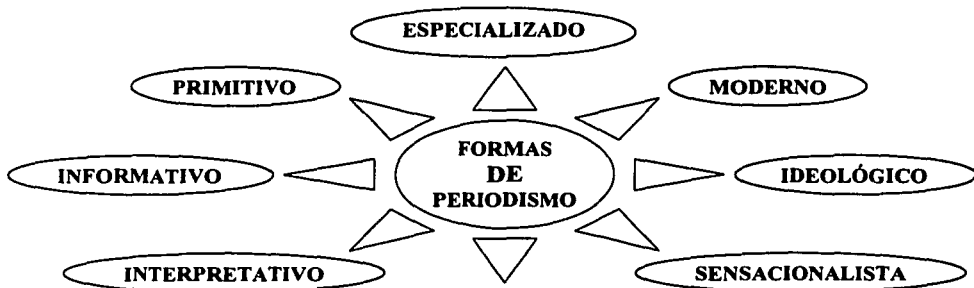 ESPECIALIZADO
PRIMITIVO
MODERNO
FORMAS
DE
PERIODISMO
INFORMATIVO
IDEOLÓGICO
INTERPRETATIVO
SENSACIONALISTA